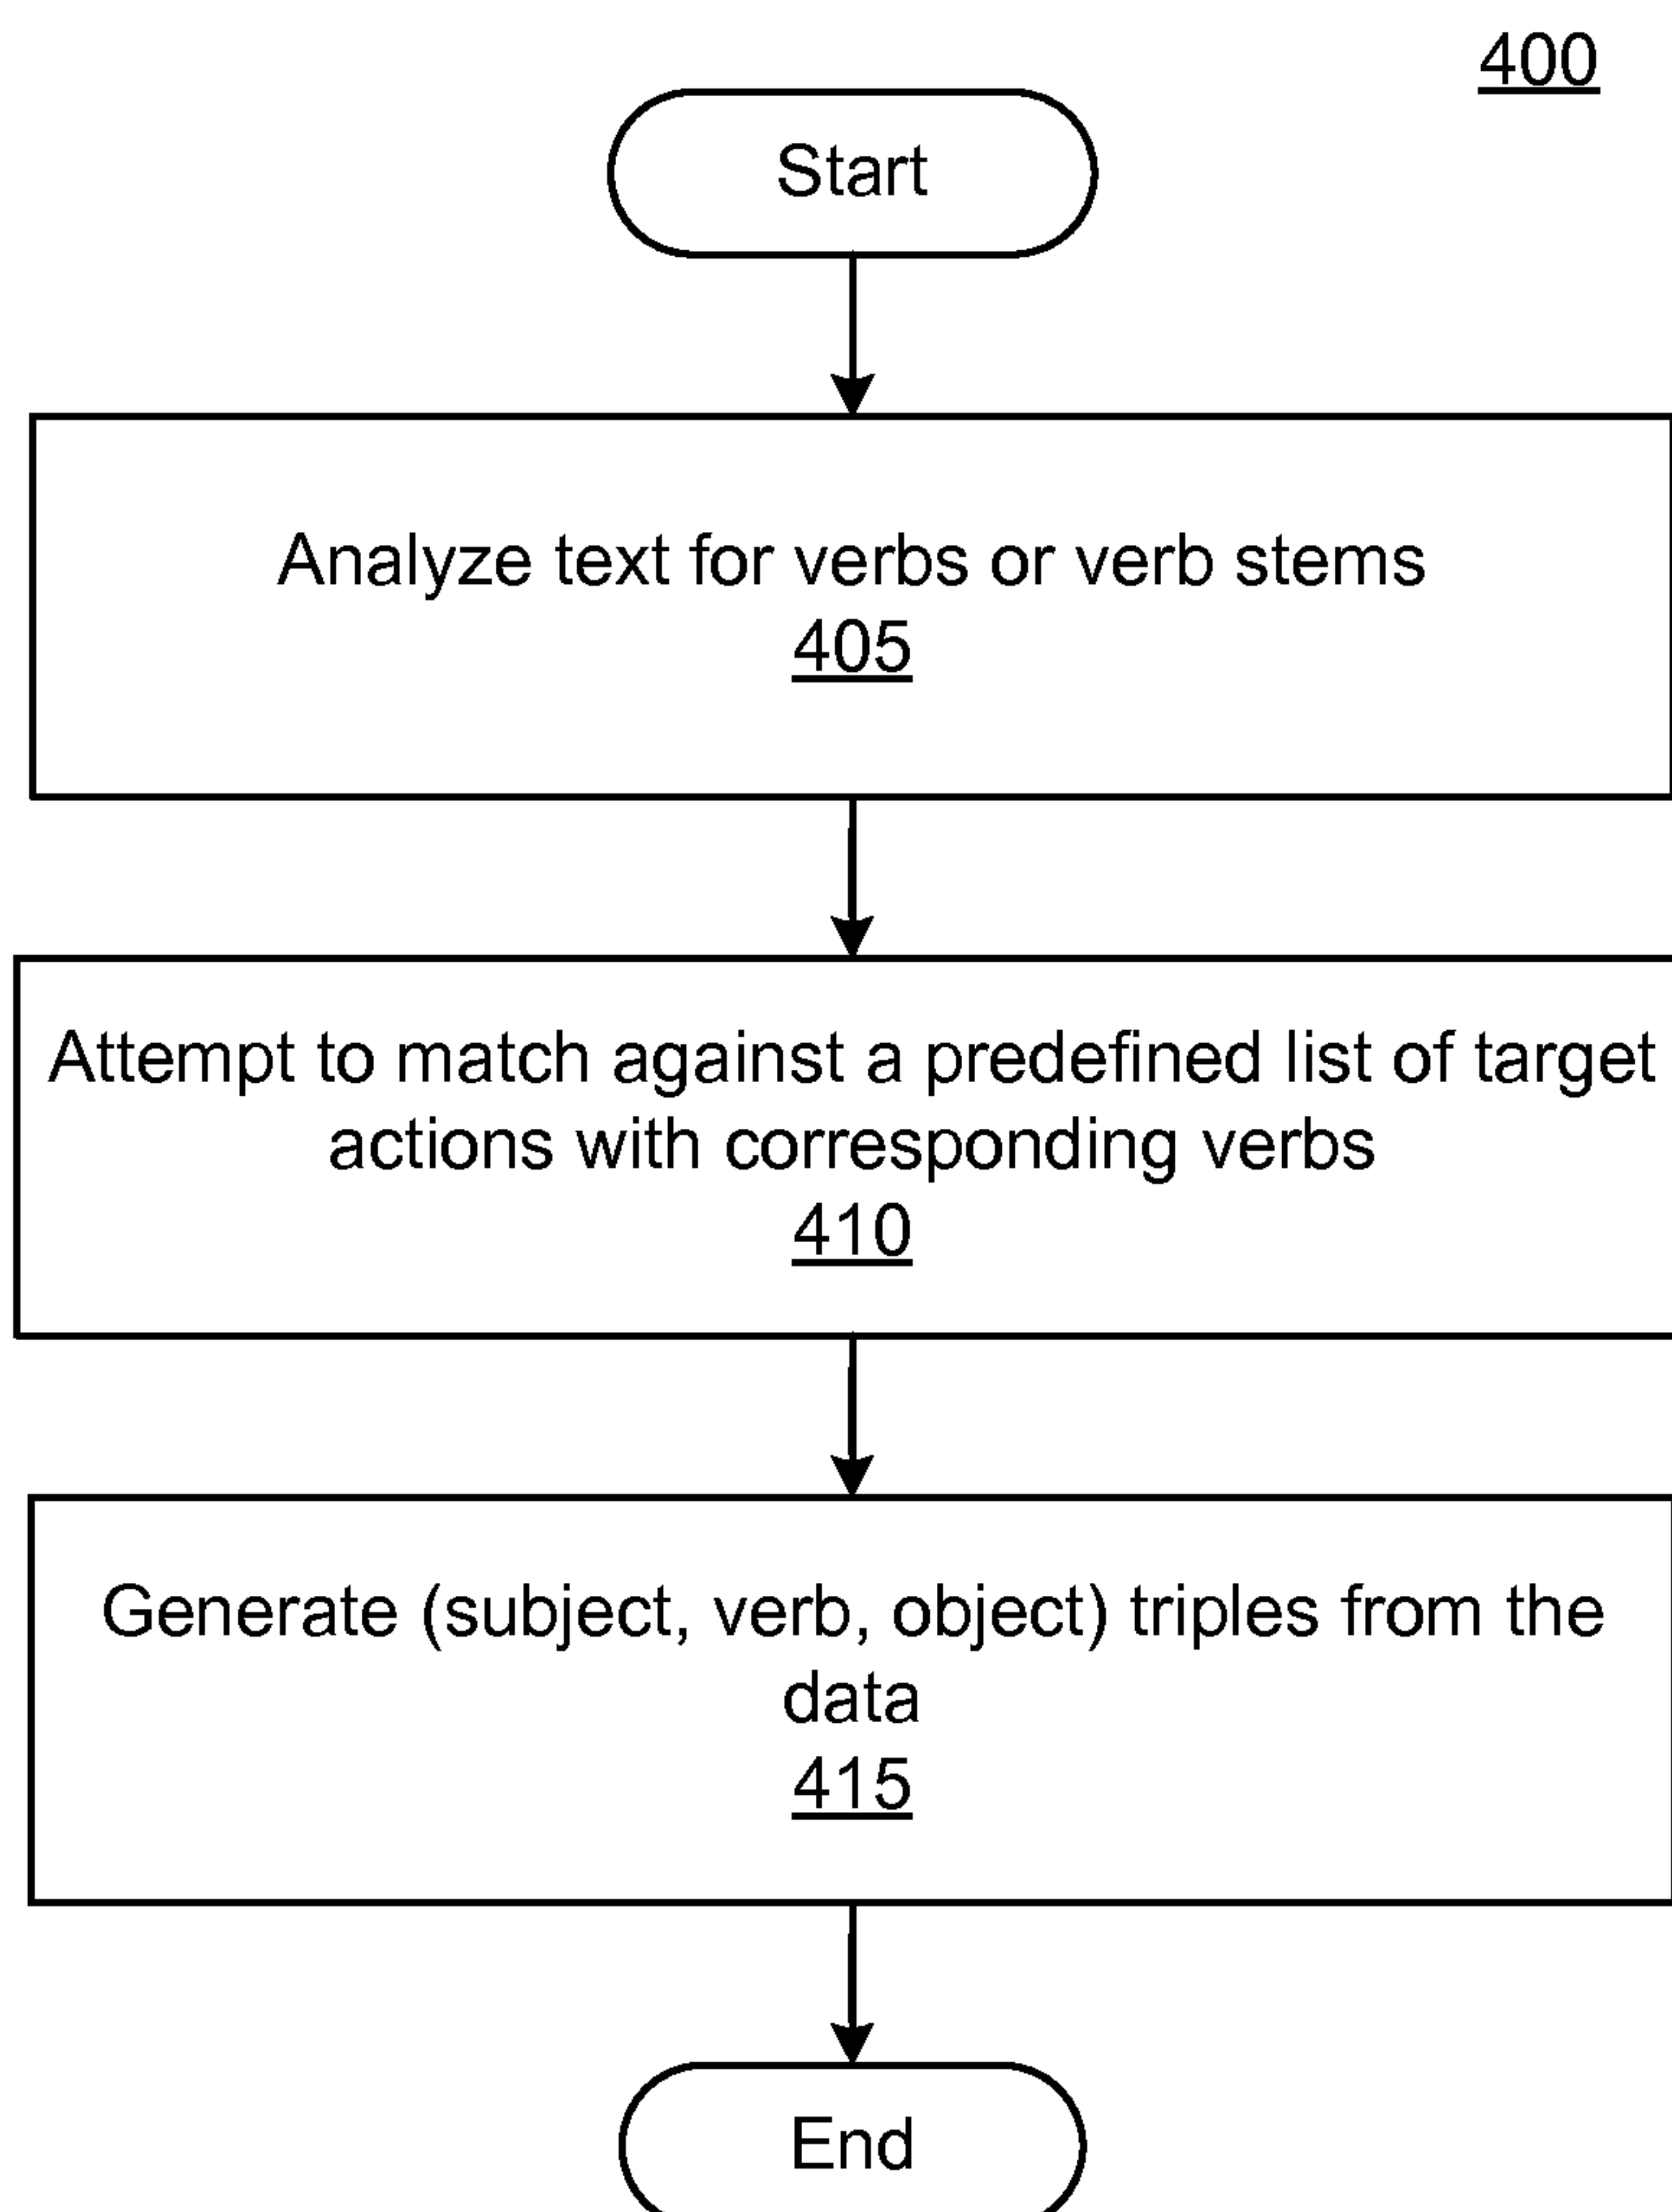 400
Start
Analyze text for verbs or verb stems
405
Attempt to match against a predefined list of target
actions with corresponding verbs
410
Generate (subject, verb, object) triples from the
data
415
End